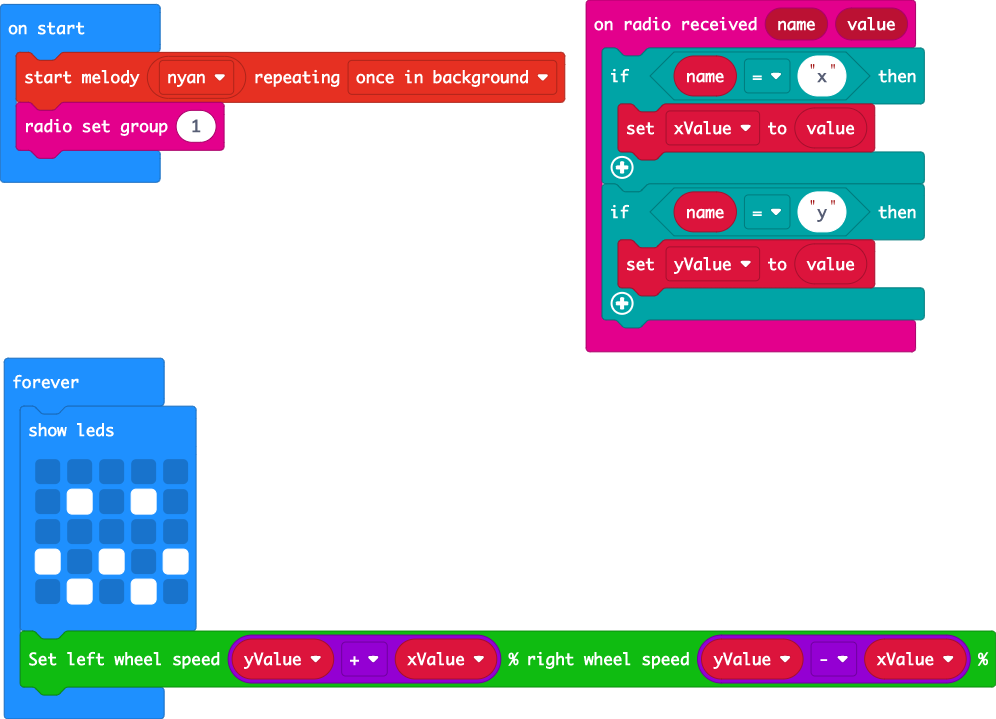 on start
start melody nyan repeating once in background
radio set group 1
on radio received name value
if name = "x" then
set xValue to value
if name = "y" then
set yValue to value
forever
show leds
Set left wheel speed yValue + xValue % right wheel speed yValue - xValue %